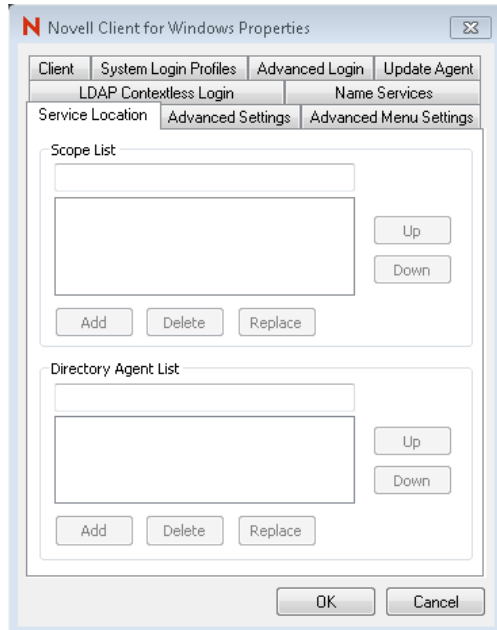 N Novell Client for Windows Properties
Client System Login Profiles Advanced Login Update Agent
LDAP Contextless Login Name Services
Service Location Advanced Settings Advanced Menu Settings
Scope List
Up
Down
Add Delete Replace
Directory Agent List
Up
Down
Add Delete Replace
OK Cancel